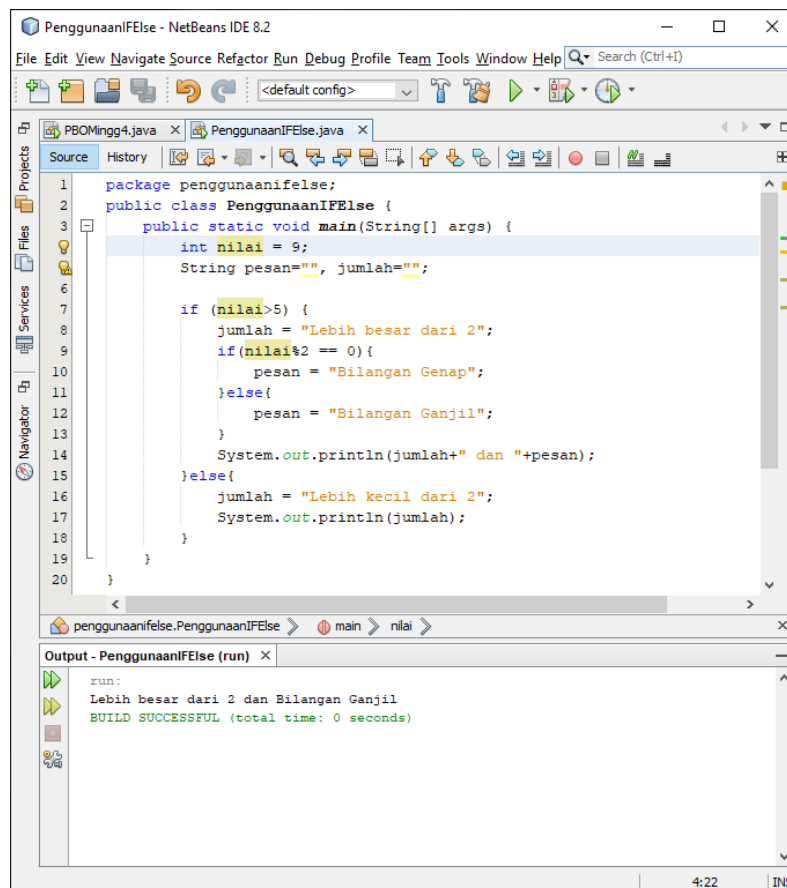 PenggunaanIFElse - NetBeans IDE 8.2
File Edit View Navigate Source Refactor Run Debug Profile Team Tools Window Help Search (Ctrl+I)
<default config>
PBOMingg4.java PenggunaanIFElse.java
Source History
Projects
Files
Services
Navigator
1 package penggunaanifelse;
2 public class PenggunaanIFElse {
3 public static void main(String[] args) {
int nilai = 9;
String pesan="", jumlah="";
6
7 if (nilai>5) {
8 jumlah = "Lebih besar dari 2";
9 if(nilai%2 == 0){
10 pesan = "Bilangan Genap";
11 }else{
12 pesan = "Bilangan Ganjil";
13 }
14 System.out.println(jumlah+" dan "+pesan);
15 }else{
16 jumlah = "Lebih kecil dari 2";
17 System.out.println(jumlah);
18 }
19 }
20 }
penggunaanifelse.PenggunaanIFElse main nilai
Output - PenggunaanIFElse (run)
run:
Lebih besar dari 2 dan Bilangan Ganjil
BUILD SUCCESSFUL (total time: 0 seconds)
4:22